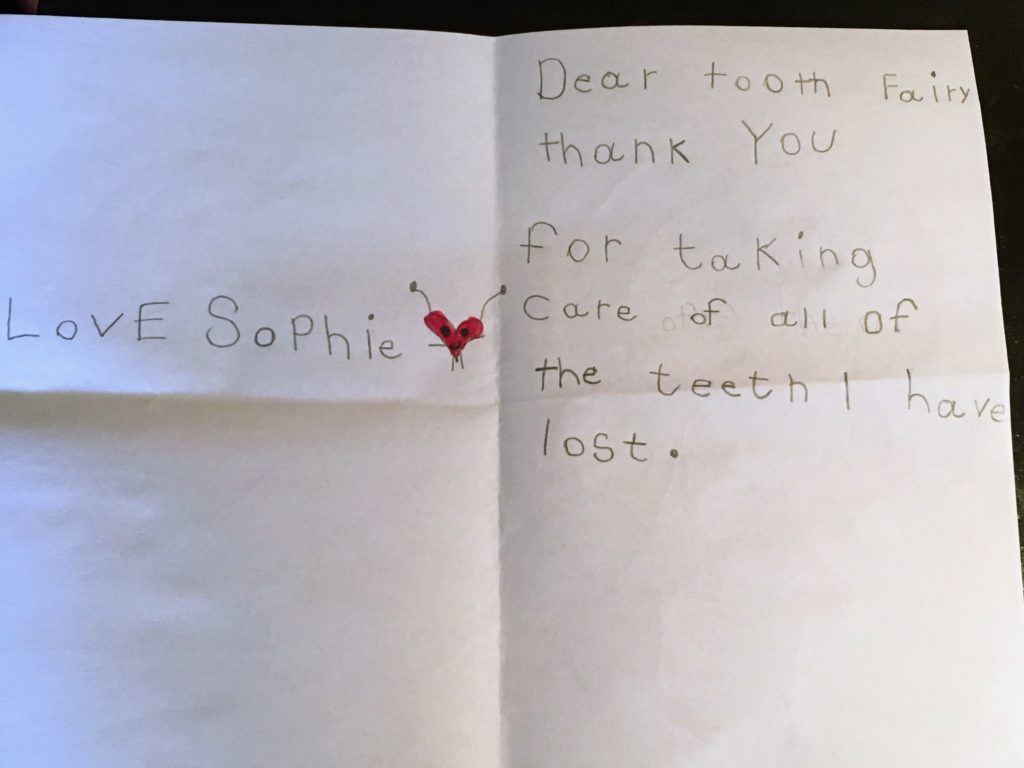 Dear tooth Fairy
thank You
for taking
care of all of
the teeth I have
lost.
LovE Sophie